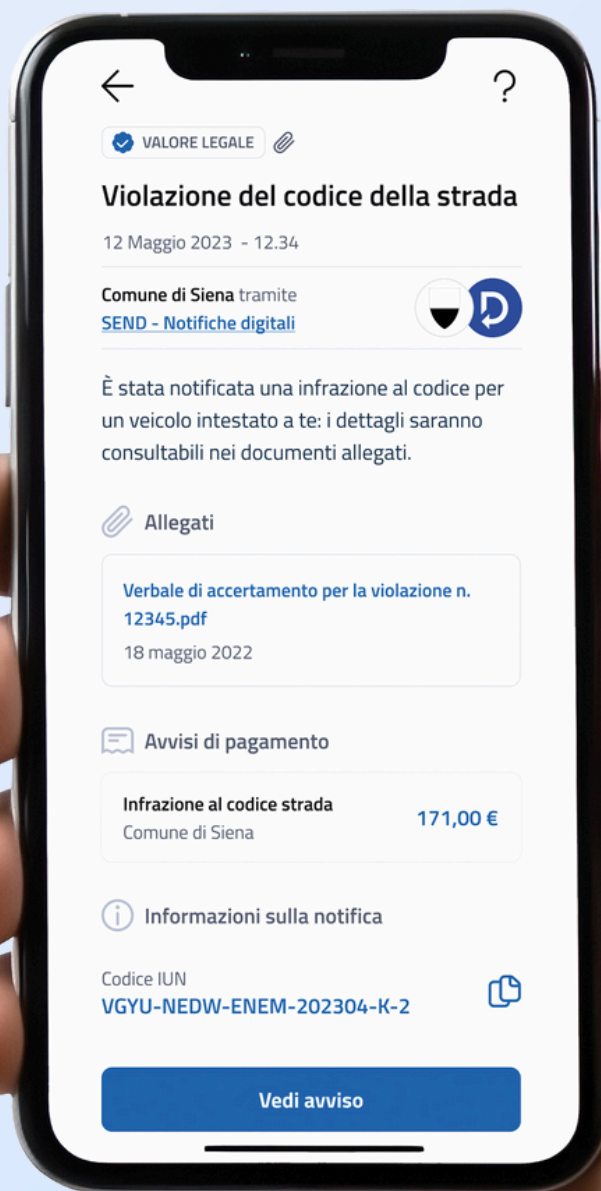 ?
VALORE LEGALE
Violazione del codice della strada
12 Maggio 2023 - 12.34
Comune di Siena tramite
SEND - Notifiche digitali
È stata notificata una infrazione al codice per
un veicolo intestato a te: i dettagli saranno
consultabili nei documenti allegati.
Allegati
Verbale di accertamento per la violazione n.
12345.pdf
18 maggio 2022
Avvisi di pagamento
Infrazione al codice strada
171,00 €
Comune di Siena
Informazioni sulla notifica
Codice IUN
VGYU-NEDW-ENEM-202304-K-2
Vedi avviso